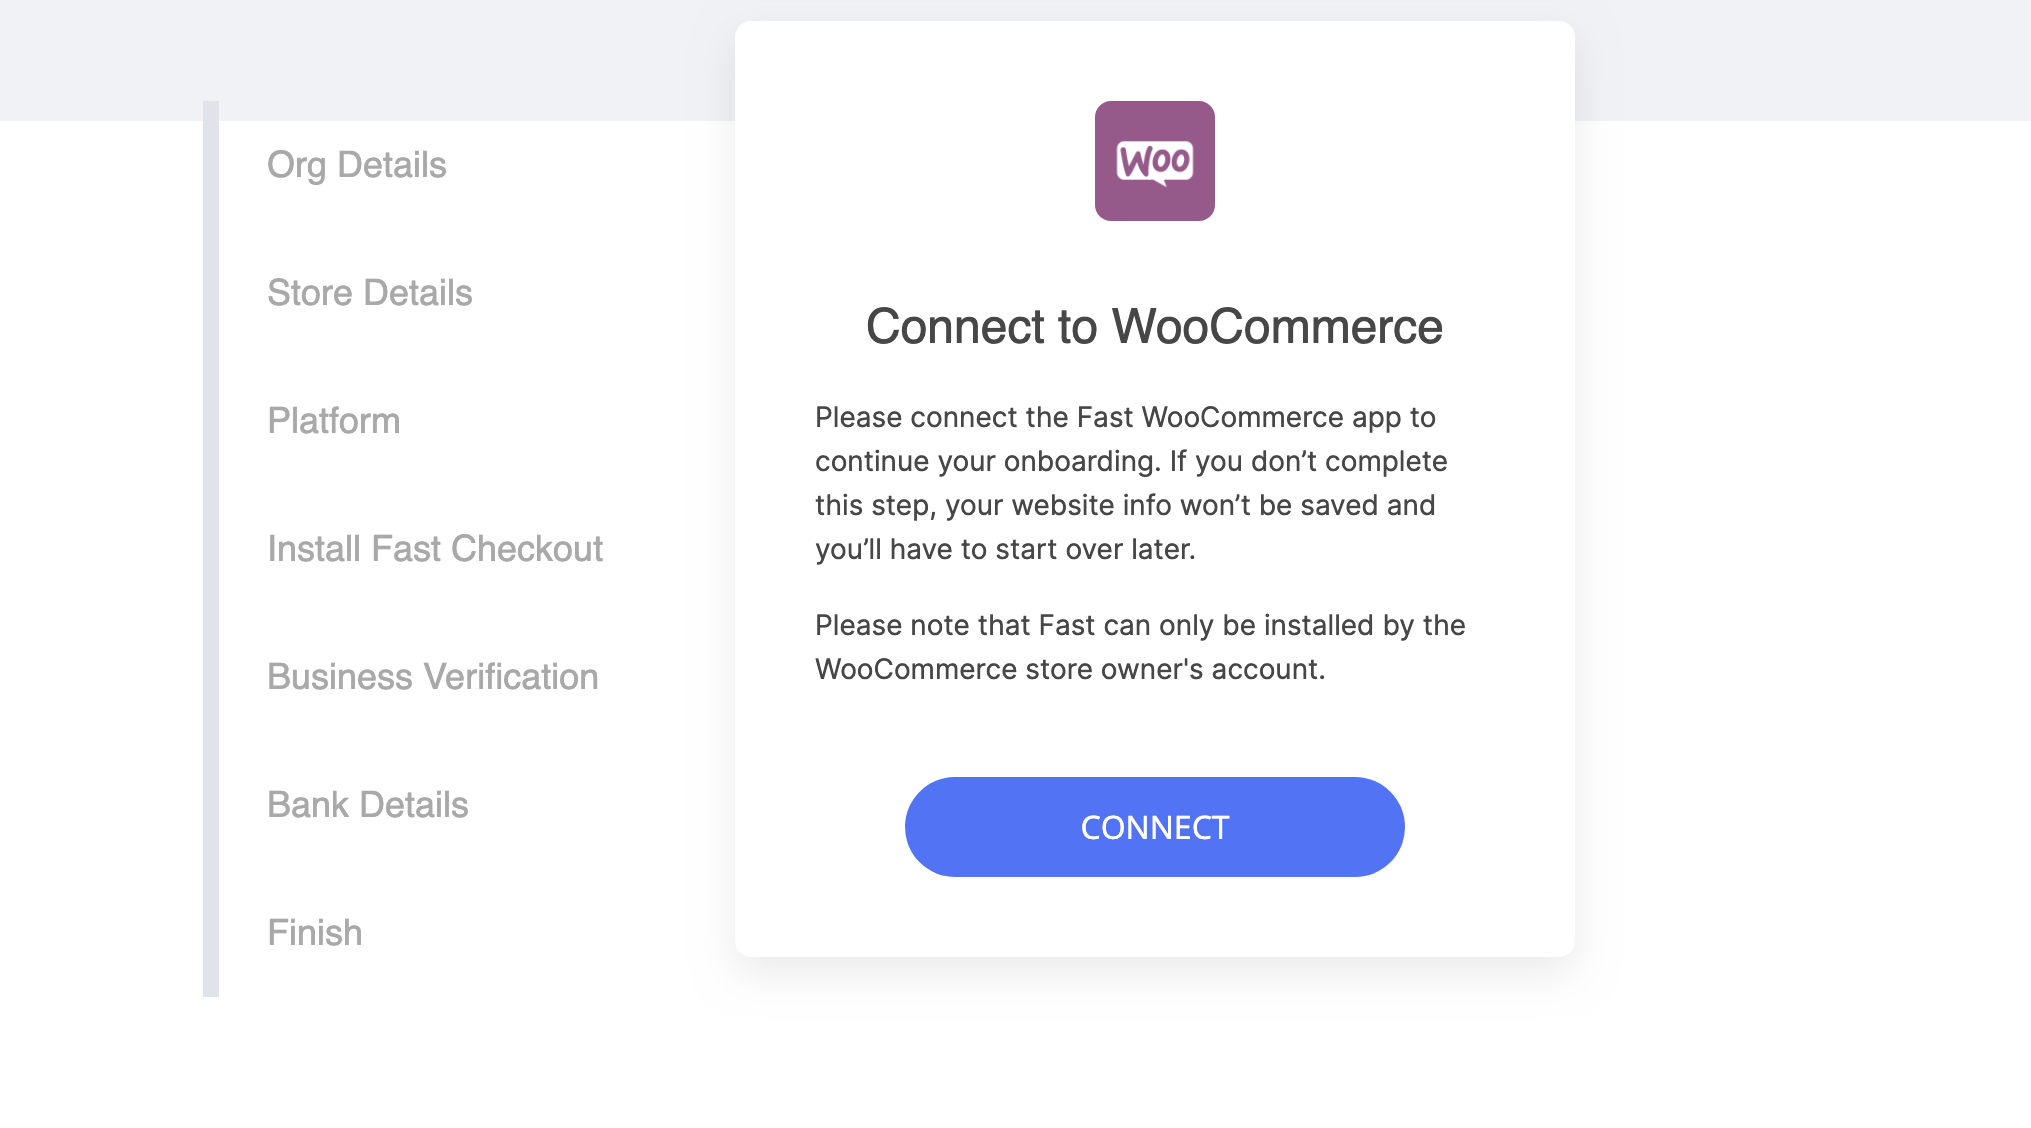 Org Details
Store Details
Platform
Install Fast Checkout
Business Verification
Bank Details
Finish
Woo
Connect to WooCommerce
Please connect the Fast WooCommerce app to
continue your onboarding. If you don’t complete
this step, your website info won’t be saved and
you’ll have to start over later.
Please note that Fast can only be installed by the
WooCommerce store owner's account.
CONNECT